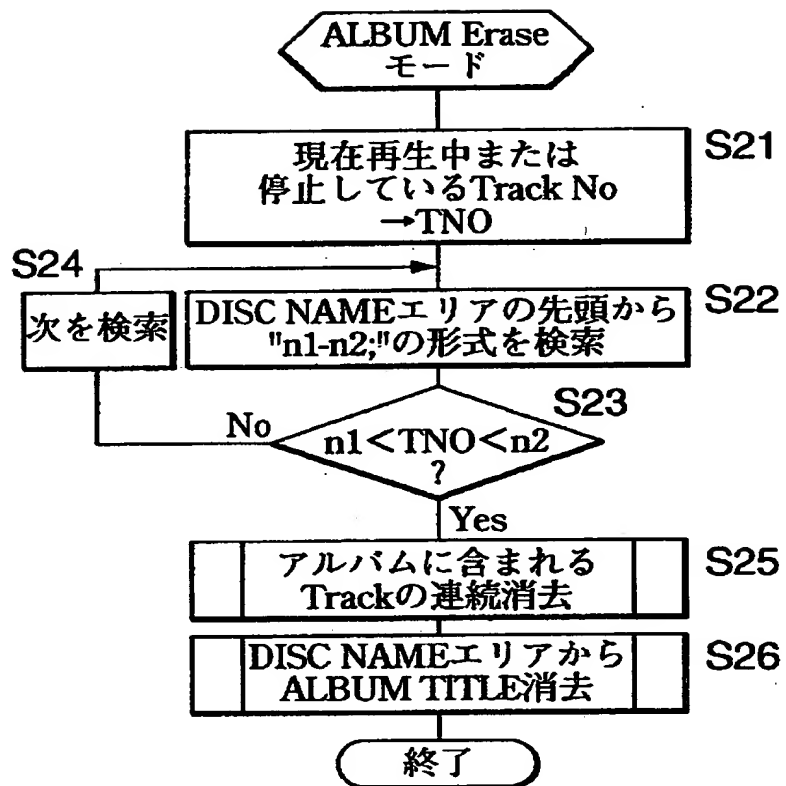 ALBUM Erase
モード
現在再生中または
停止しているTrack No
→TNO
S21
S24
次を検索
DISC NAMEエリアの先頭から
"n1-n2;"の形式を検索
S22
S23
n1<TNO<n2
?
No
Yes
アルバムに含まれる
Trackの連続消去
S25
DISC NAMEエリアから
ALBUM TITLE消去
S26
終了